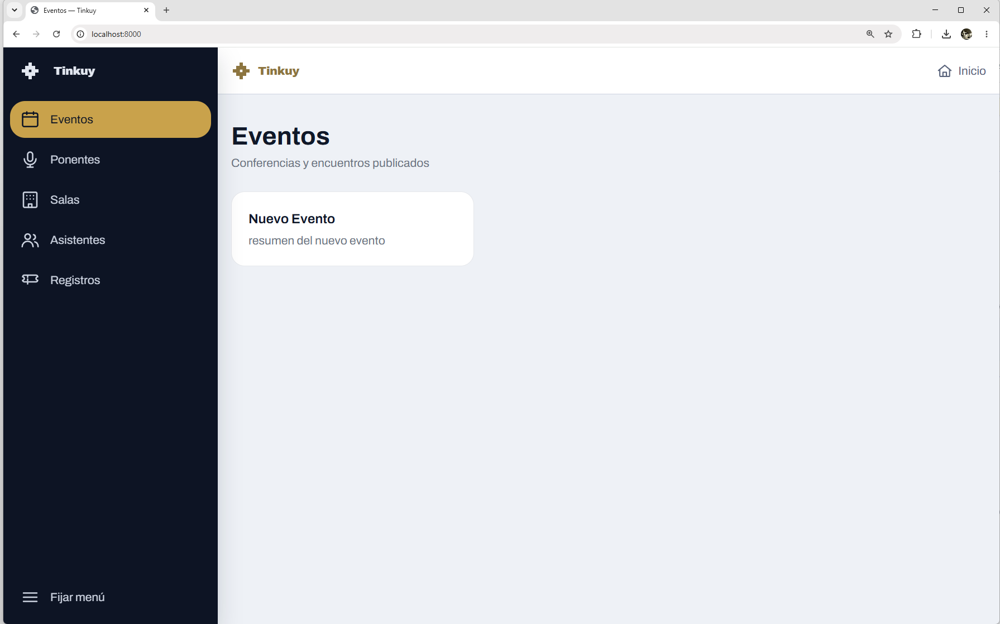 Eventos — Tinkuy
localhost:8000
Tinkuy
Eventos
Ponentes
Salas
Asistentes
Registros
Fijar menú
Tinkuy
Inicio
Eventos
Conferencias y encuentros publicados
Nuevo Evento
resumen del nuevo evento